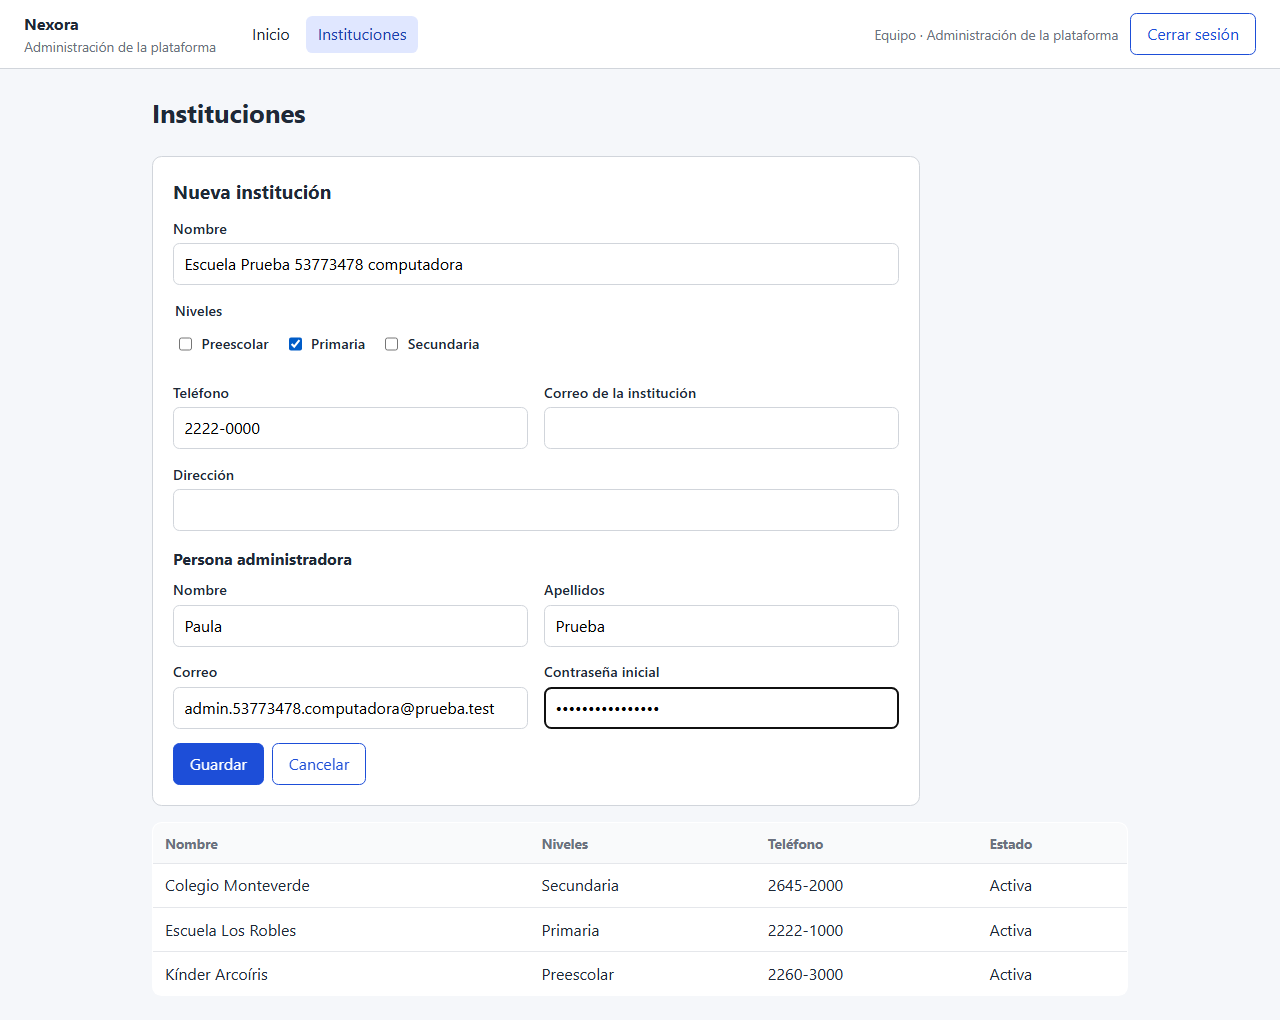 Nexora
Administración de la plataforma
Inicio
Instituciones
Equipo · Administración de la plataforma
Cerrar sesión
Instituciones
Nueva institución
Nombre
Escuela Prueba 53773478 computadora
Niveles
Preescolar Primaria Secundaria
Teléfono Correo de la institución
2222-0000
Dirección
Persona administradora
Nombre Apellidos
Paula Prueba
Correo Contraseña inicial
admin.53773478.computadora@prueba.test ••••••••••••••••
Guardar Cancelar
Nombre Niveles Teléfono Estado
Colegio Monteverde Secundaria 2645-2000 Activa
Escuela Los Robles Primaria 2222-1000 Activa
Kínder Arcoíris Preescolar 2260-3000 Activa